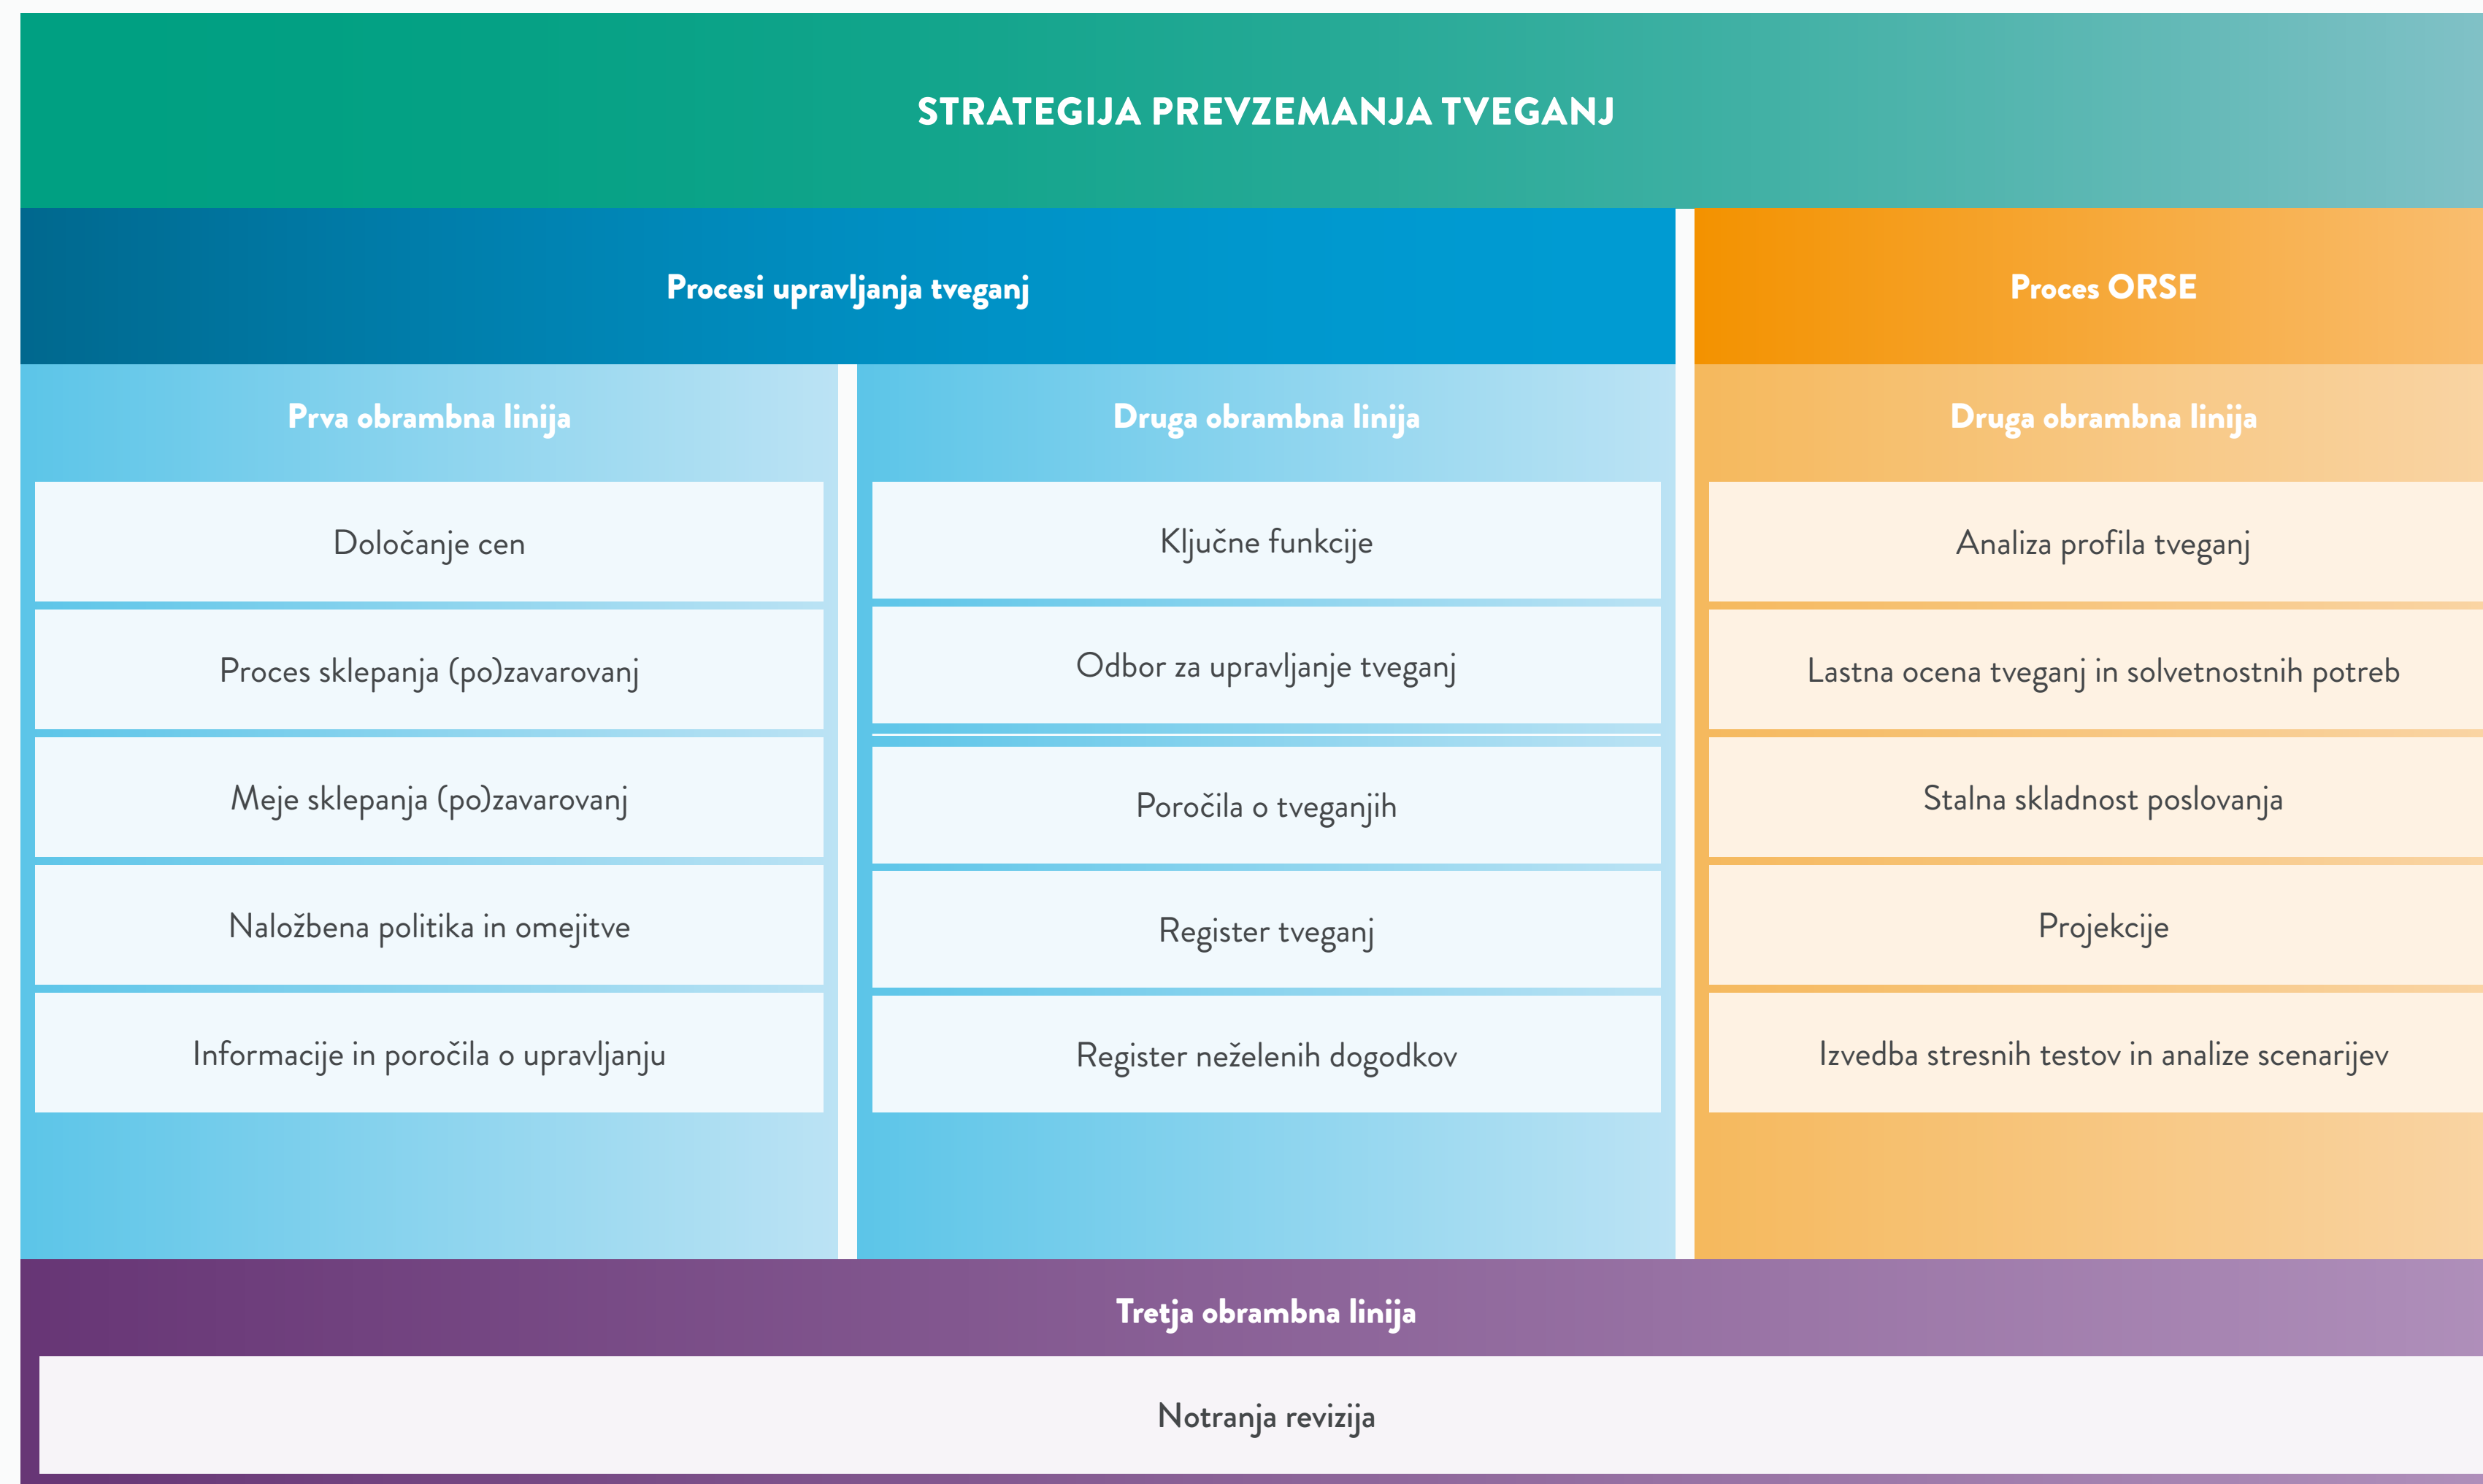 STRATEGIJA PREVZEMANJA TVEGANJ
Procesi upravljanja tveganj
Proces ORSE
Prva obrambna linija
Določanje cen
Proces sklepanja (po)zavarovanj
Meje sklepanja (po)zavarovanj
Naložbena politika in omejitve
Informacije in poročila o upravljanju
Druga obrambna linija
Ključne funkcije
Odbor za upravljanje tveganj
Poročila o tveganjih
Register tveganj
Register neželenih dogodkov
Druga obrambna linija
Analiza profila tveganj
Lastna ocena tveganj in solvetnostnih potreb
Stalna skladnost poslovanja
Projekcije
Izvedba stresnih testov in analize scenarijev
Tretja obrambna linija
Notranja revizija